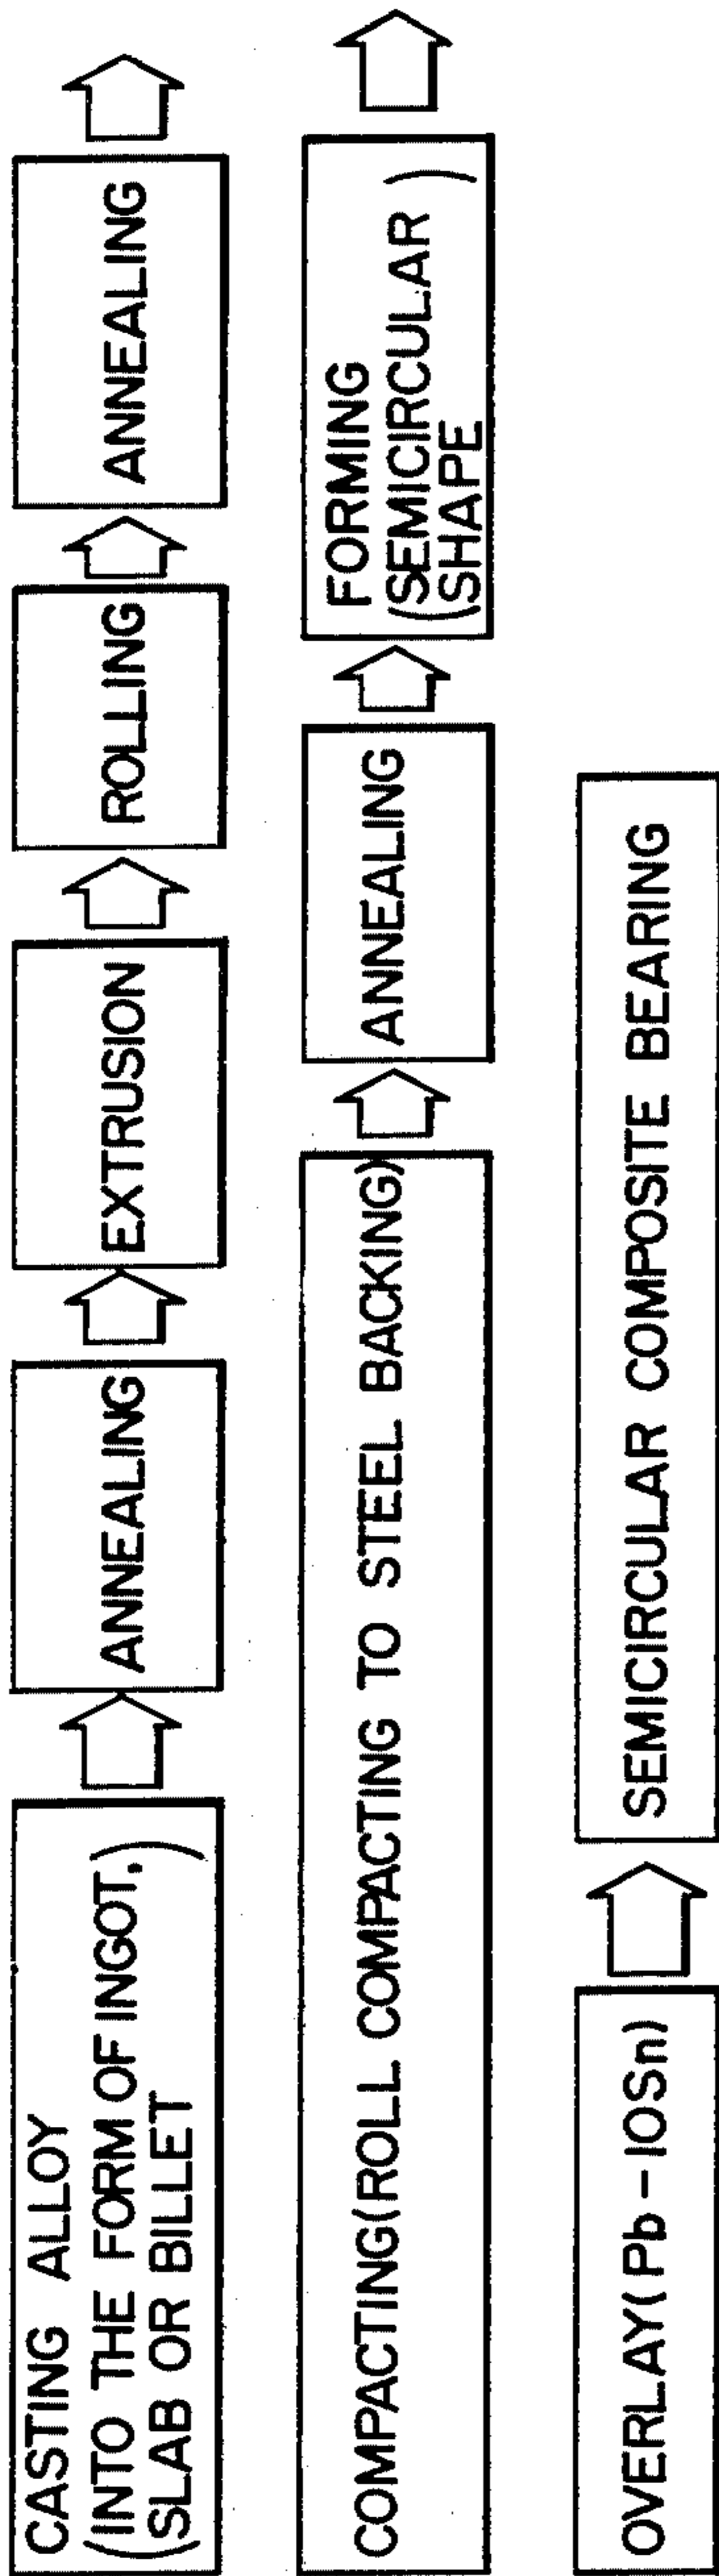 CASTING ALLOY
(INTO THE FORM OF INGOT,)
(SLAB OR BILLET
ANNEALING
EXTRUSION
ROLLING
ANNEALING
COMPACTING(ROLL COMPACTING TO STEEL BACKING)
ANNEALING
FORMING
(SEMICIRCULAR)
(SHAPE
OVERLAY(Pb-10Sn)
SEMICIRCULAR COMPOSITE BEARING